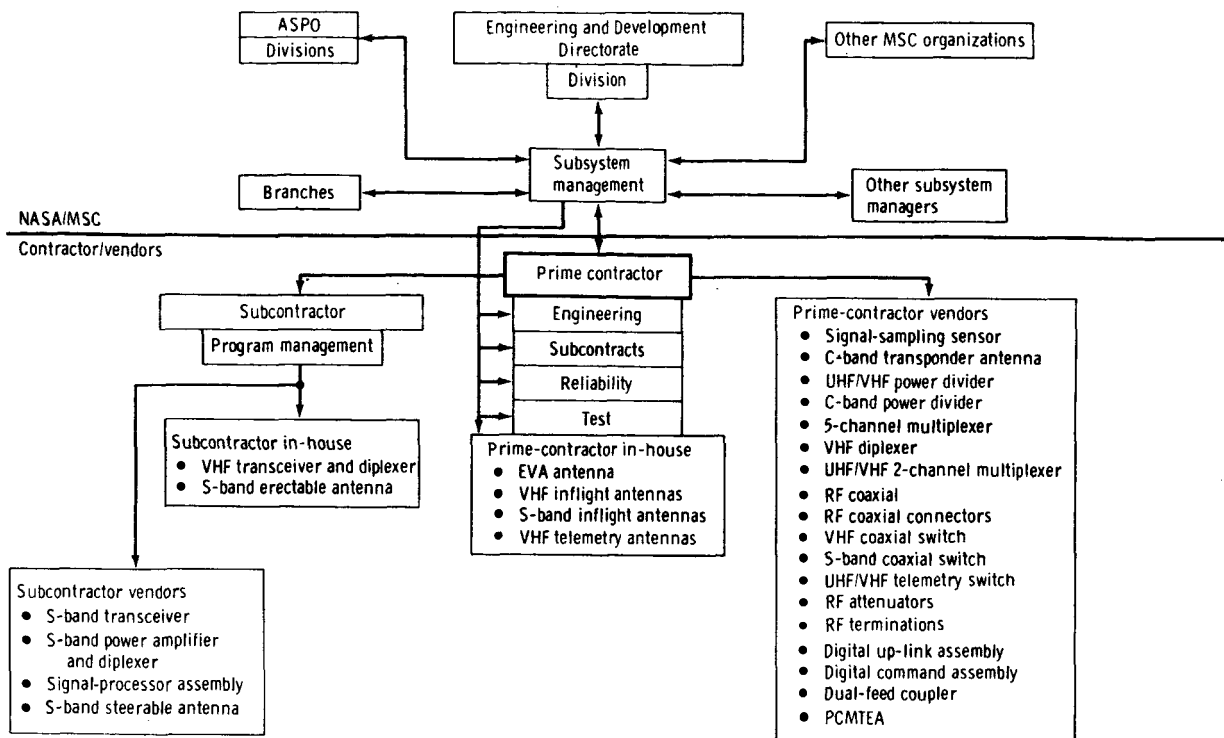 ASPO
Divisions
Engineering and Development
Directorate
Division
Other MSC organizations
Subsystem
management
Branches
Other subsystem
managers
NASA/MSC
Contractor/vendors
Prime contractor
Engineering
Subcontracts
Reliability
Test
Subcontractor
Program management
Subcontractor in-house
● VHF transceiver and diplexer
● S-band erectable antenna
Prime-contractor in-house
● EVA antenna
● VHF inflight antennas
● S-band inflight antennas
● VHF telemetry antennas
Subcontractor vendors
● S-band transceiver
● S-band power amplifier
and diplexer
● Signal-processor assembly
● S-band steerable antenna
Prime-contractor vendors
● Signal-sampling sensor
● C-band transponder antenna
● UHF/VHF power divider
● C-band power divider
● 5-channel multiplexer
● VHF diplexer
● UHF/VHF 2-channel multiplexer
● RF coaxial
● RF coaxial connectors
● VHF coaxial switch
● S-band coaxial switch
● UHF/VHF telemetry switch
● RF attenuators
● RF terminations
● Digital up-link assembly
● Digital command assembly
● Dual-feed coupler
● PCMTEA